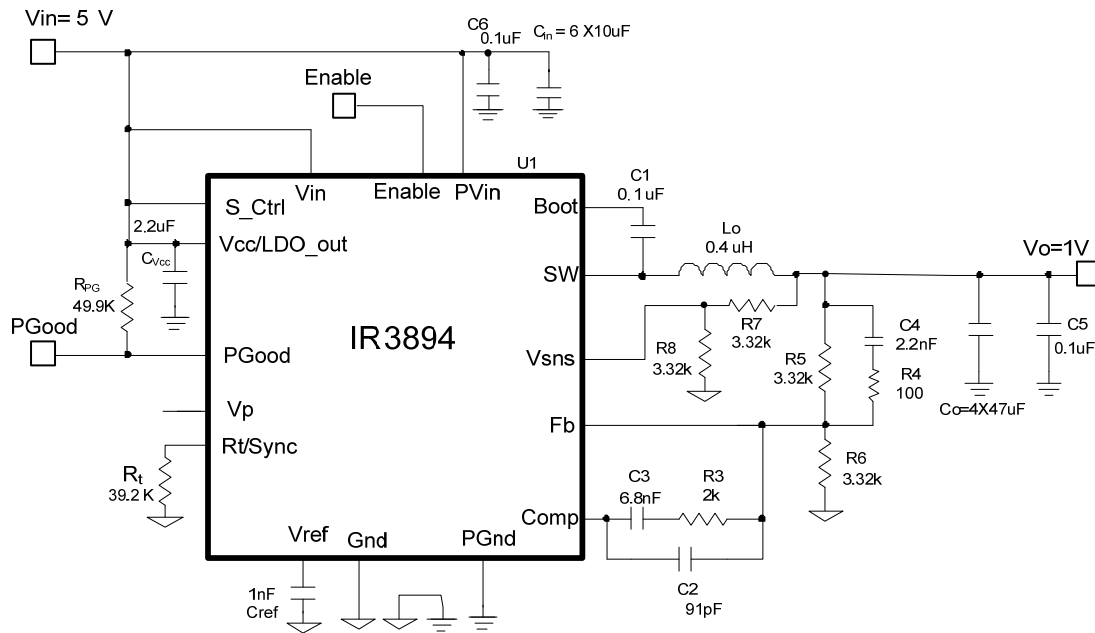 Vin= 5 V
C6
0.1uF
Cin = 6 X10uF
Enable
U1
Vin
Enable
PVin
S_Ctrl
Boot
C1
0.1uF
2.2uF
Vcc/LDO_out
CVcc
Lo
0.4 uH
Vo=1V
SW
RPG
49.9K
PGood
IR3894
R7
3.32k
C4
2.2nF
C5
0.1uF
PGood
Vsns
R8
3.32k
R5
3.32k
R4
100
Co=4X47uF
Vp
Fb
Rt/Sync
Rt
39.2 K
R6
3.32k
C3
6.8nF
R3
2k
Comp
Vref
Gnd
PGnd
1nF
Cref
C2
91pF